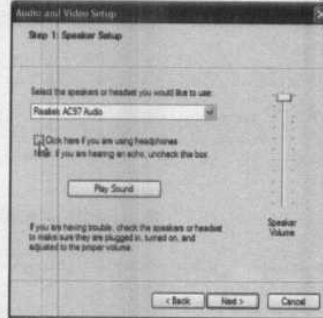 Audio and Video Setup
Step 1: Speaker Setup
Select the speakers or headset you would like to use:
Realtek AC97 Audio
Click here if you are using headphones
Note: If you are hearing an echo, uncheck this box
Play Sound
If you are having trouble, check the speakers or headset
to make sure they are plugged in, turned on, and
adjusted to the proper volume.
Speaker
Volume
< Back
Next >
Cancel